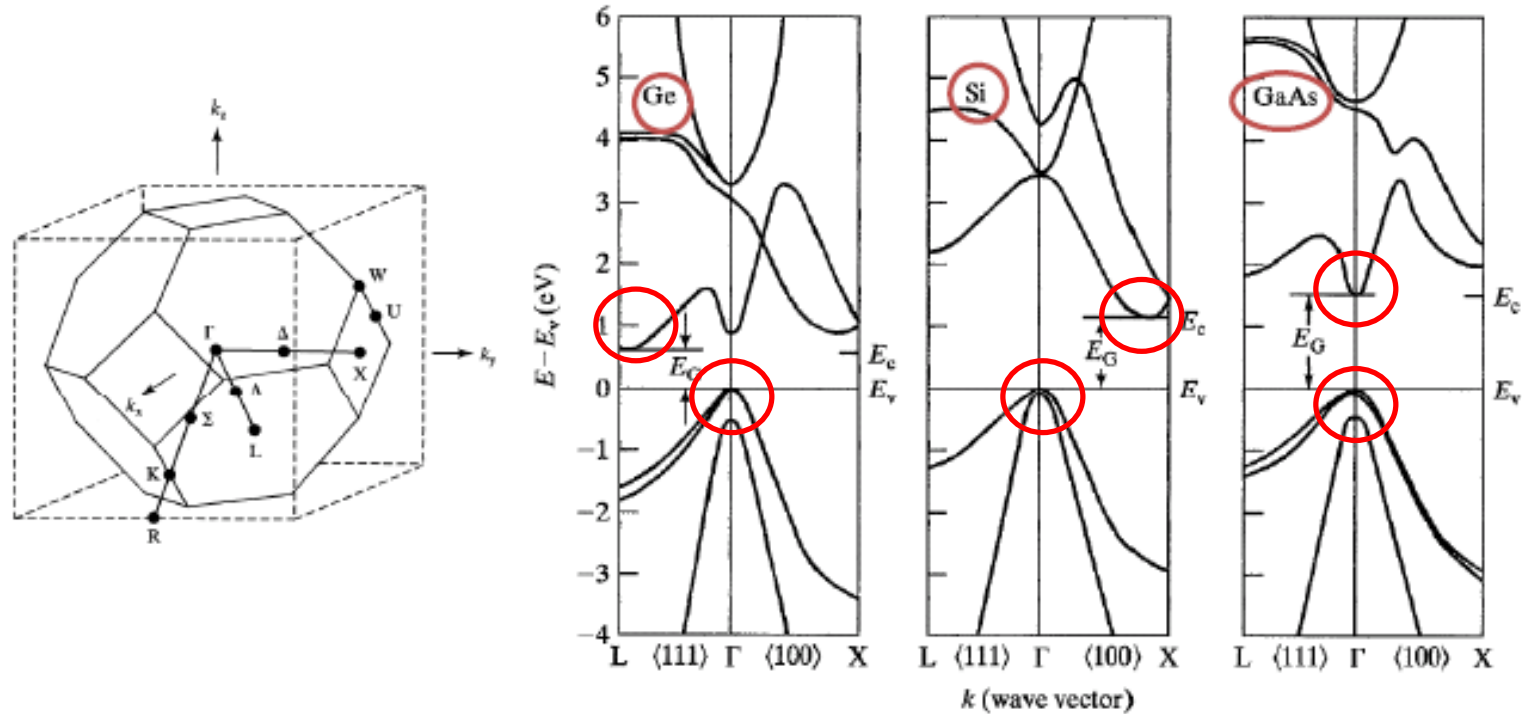 k_z
W
U
Γ
Δ
X
k_y
k_x
Λ
Σ
L
K
R
E − E_v (eV)
6
5
4
3
2
1
0
−1
−2
−3
−4
Ge
E_G
E_c
E_v
L ⟨111⟩ Γ ⟨100⟩ X
Si
E_c
E_G
E_v
L ⟨111⟩ Γ ⟨100⟩ X
GaAs
E_c
E_G
E_v
L ⟨111⟩ Γ ⟨100⟩ X
k (wave vector)